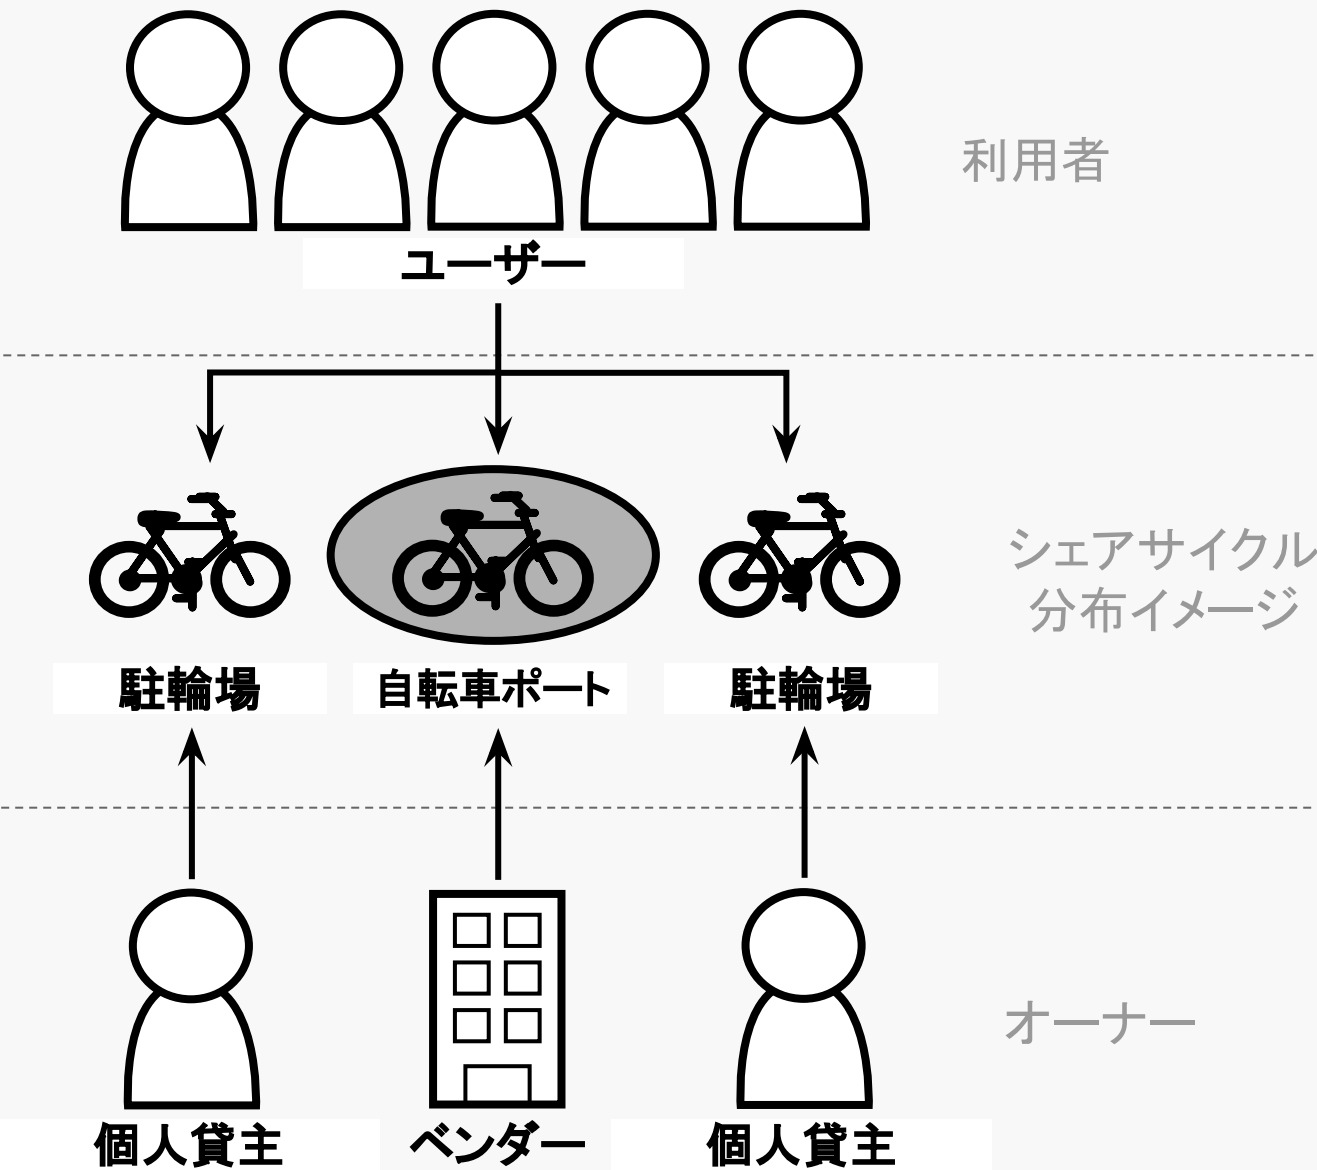 利用者
ユーザー
シェアサイクル
分布イメージ
駐輪場
自転車ポート
駐輪場
オーナー
個人貸主
ベンダー
個人貸主